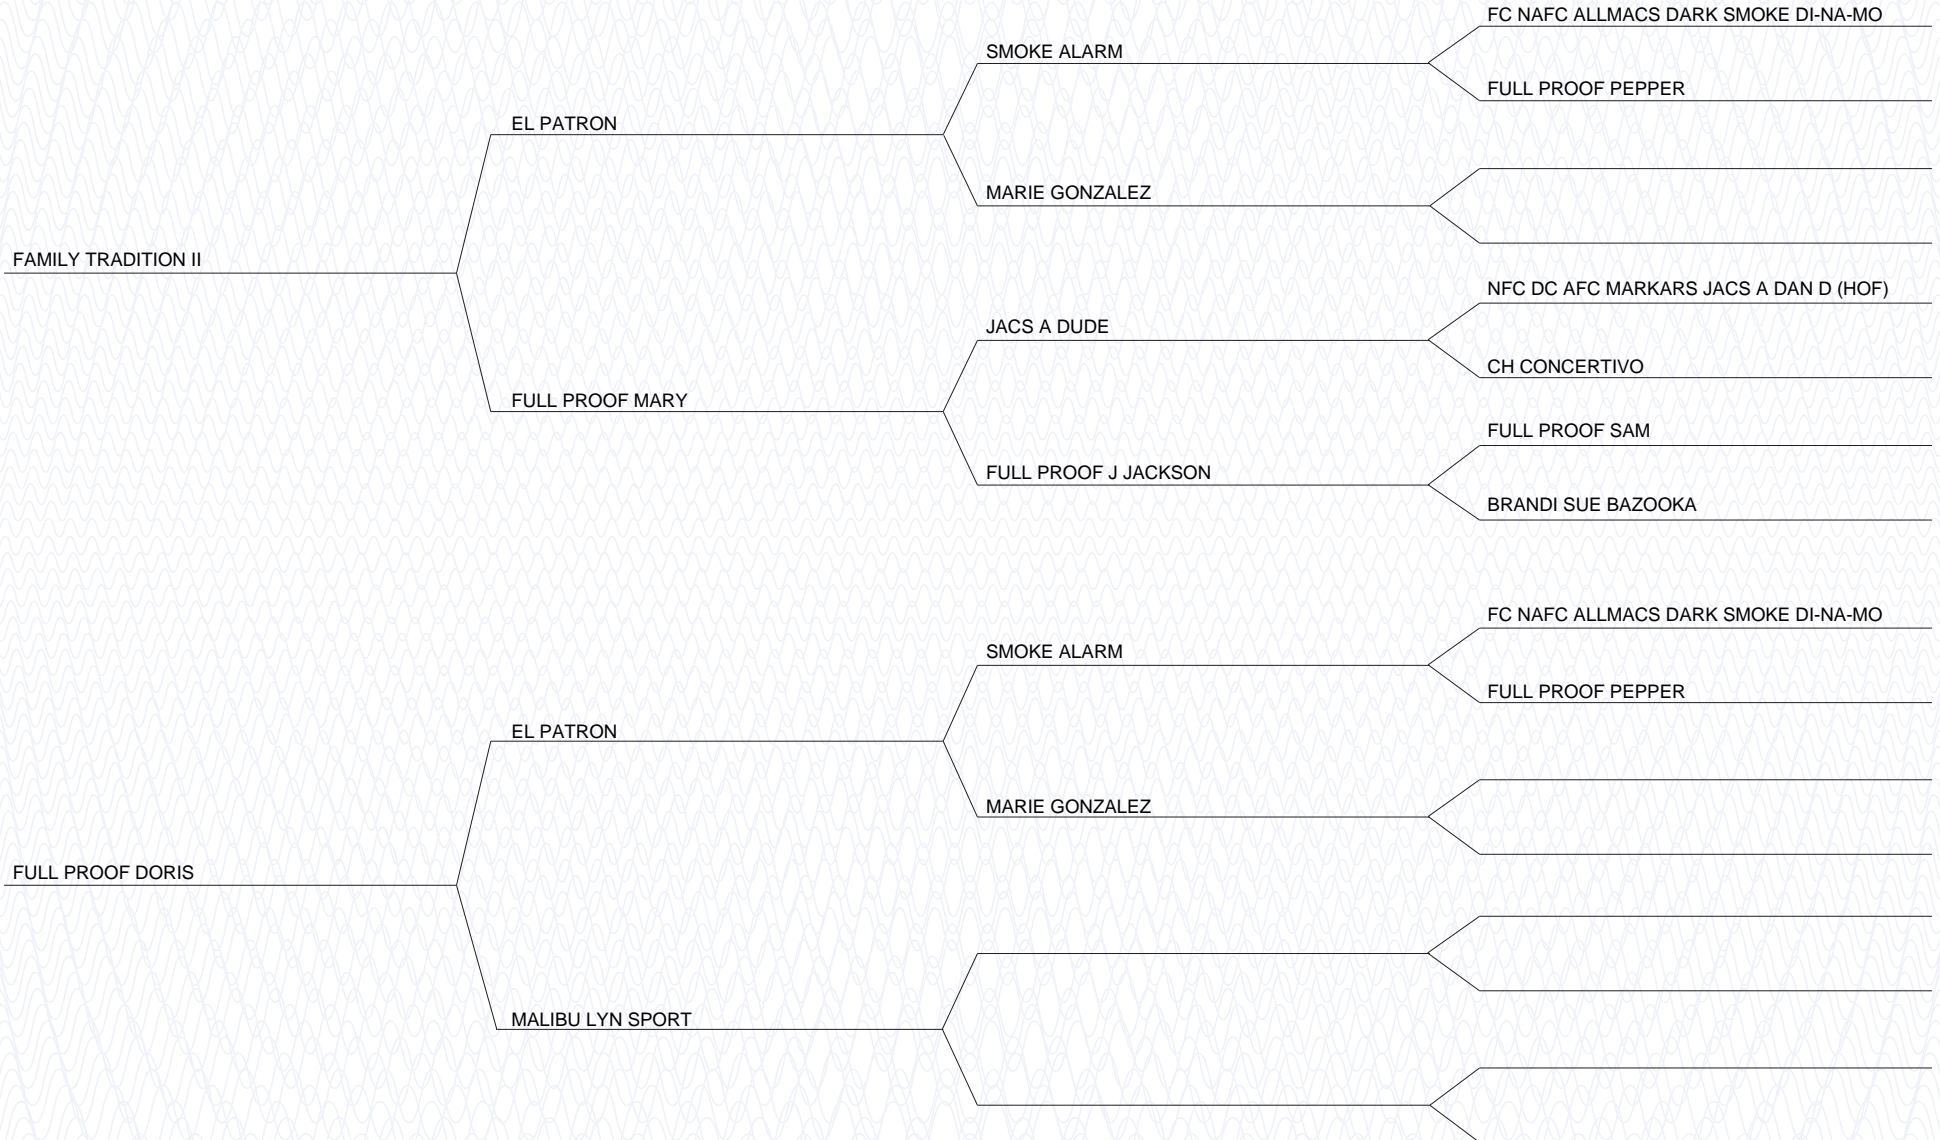 FC NAFC ALLMACS DARK SMOKE DI-NA-MO
SMOKE ALARM
FULL PROOF PEPPER
EL PATRON
MARIE GONZALEZ
FAMILY TRADITION II
NFC DC AFC MARKARS JACS A DAN D (HOF)
JACS A DUDE
CH CONCERTIVO
FULL PROOF MARY
FULL PROOF SAM
FULL PROOF J JACKSON
BRANDI SUE BAZOOKA
FC NAFC ALLMACS DARK SMOKE DI-NA-MO
SMOKE ALARM
FULL PROOF PEPPER
EL PATRON
MARIE GONZALEZ
FULL PROOF DORIS
MALIBU LYN SPORT